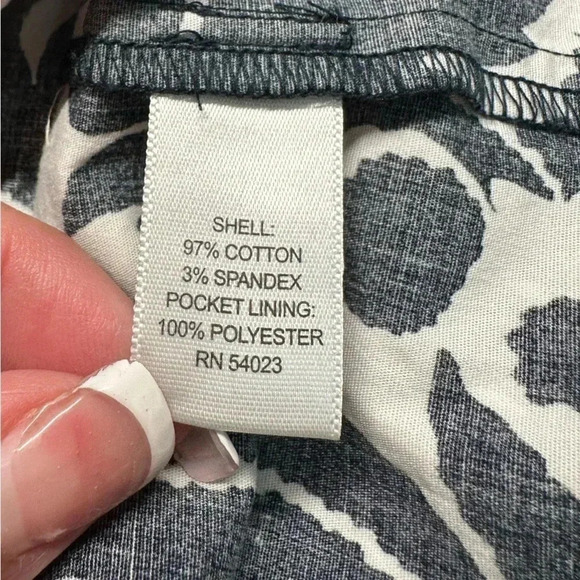 SHELL:
97% COTTON
3% SPANDEX
POCKET LINING:
100% POLYESTER
RN 54023